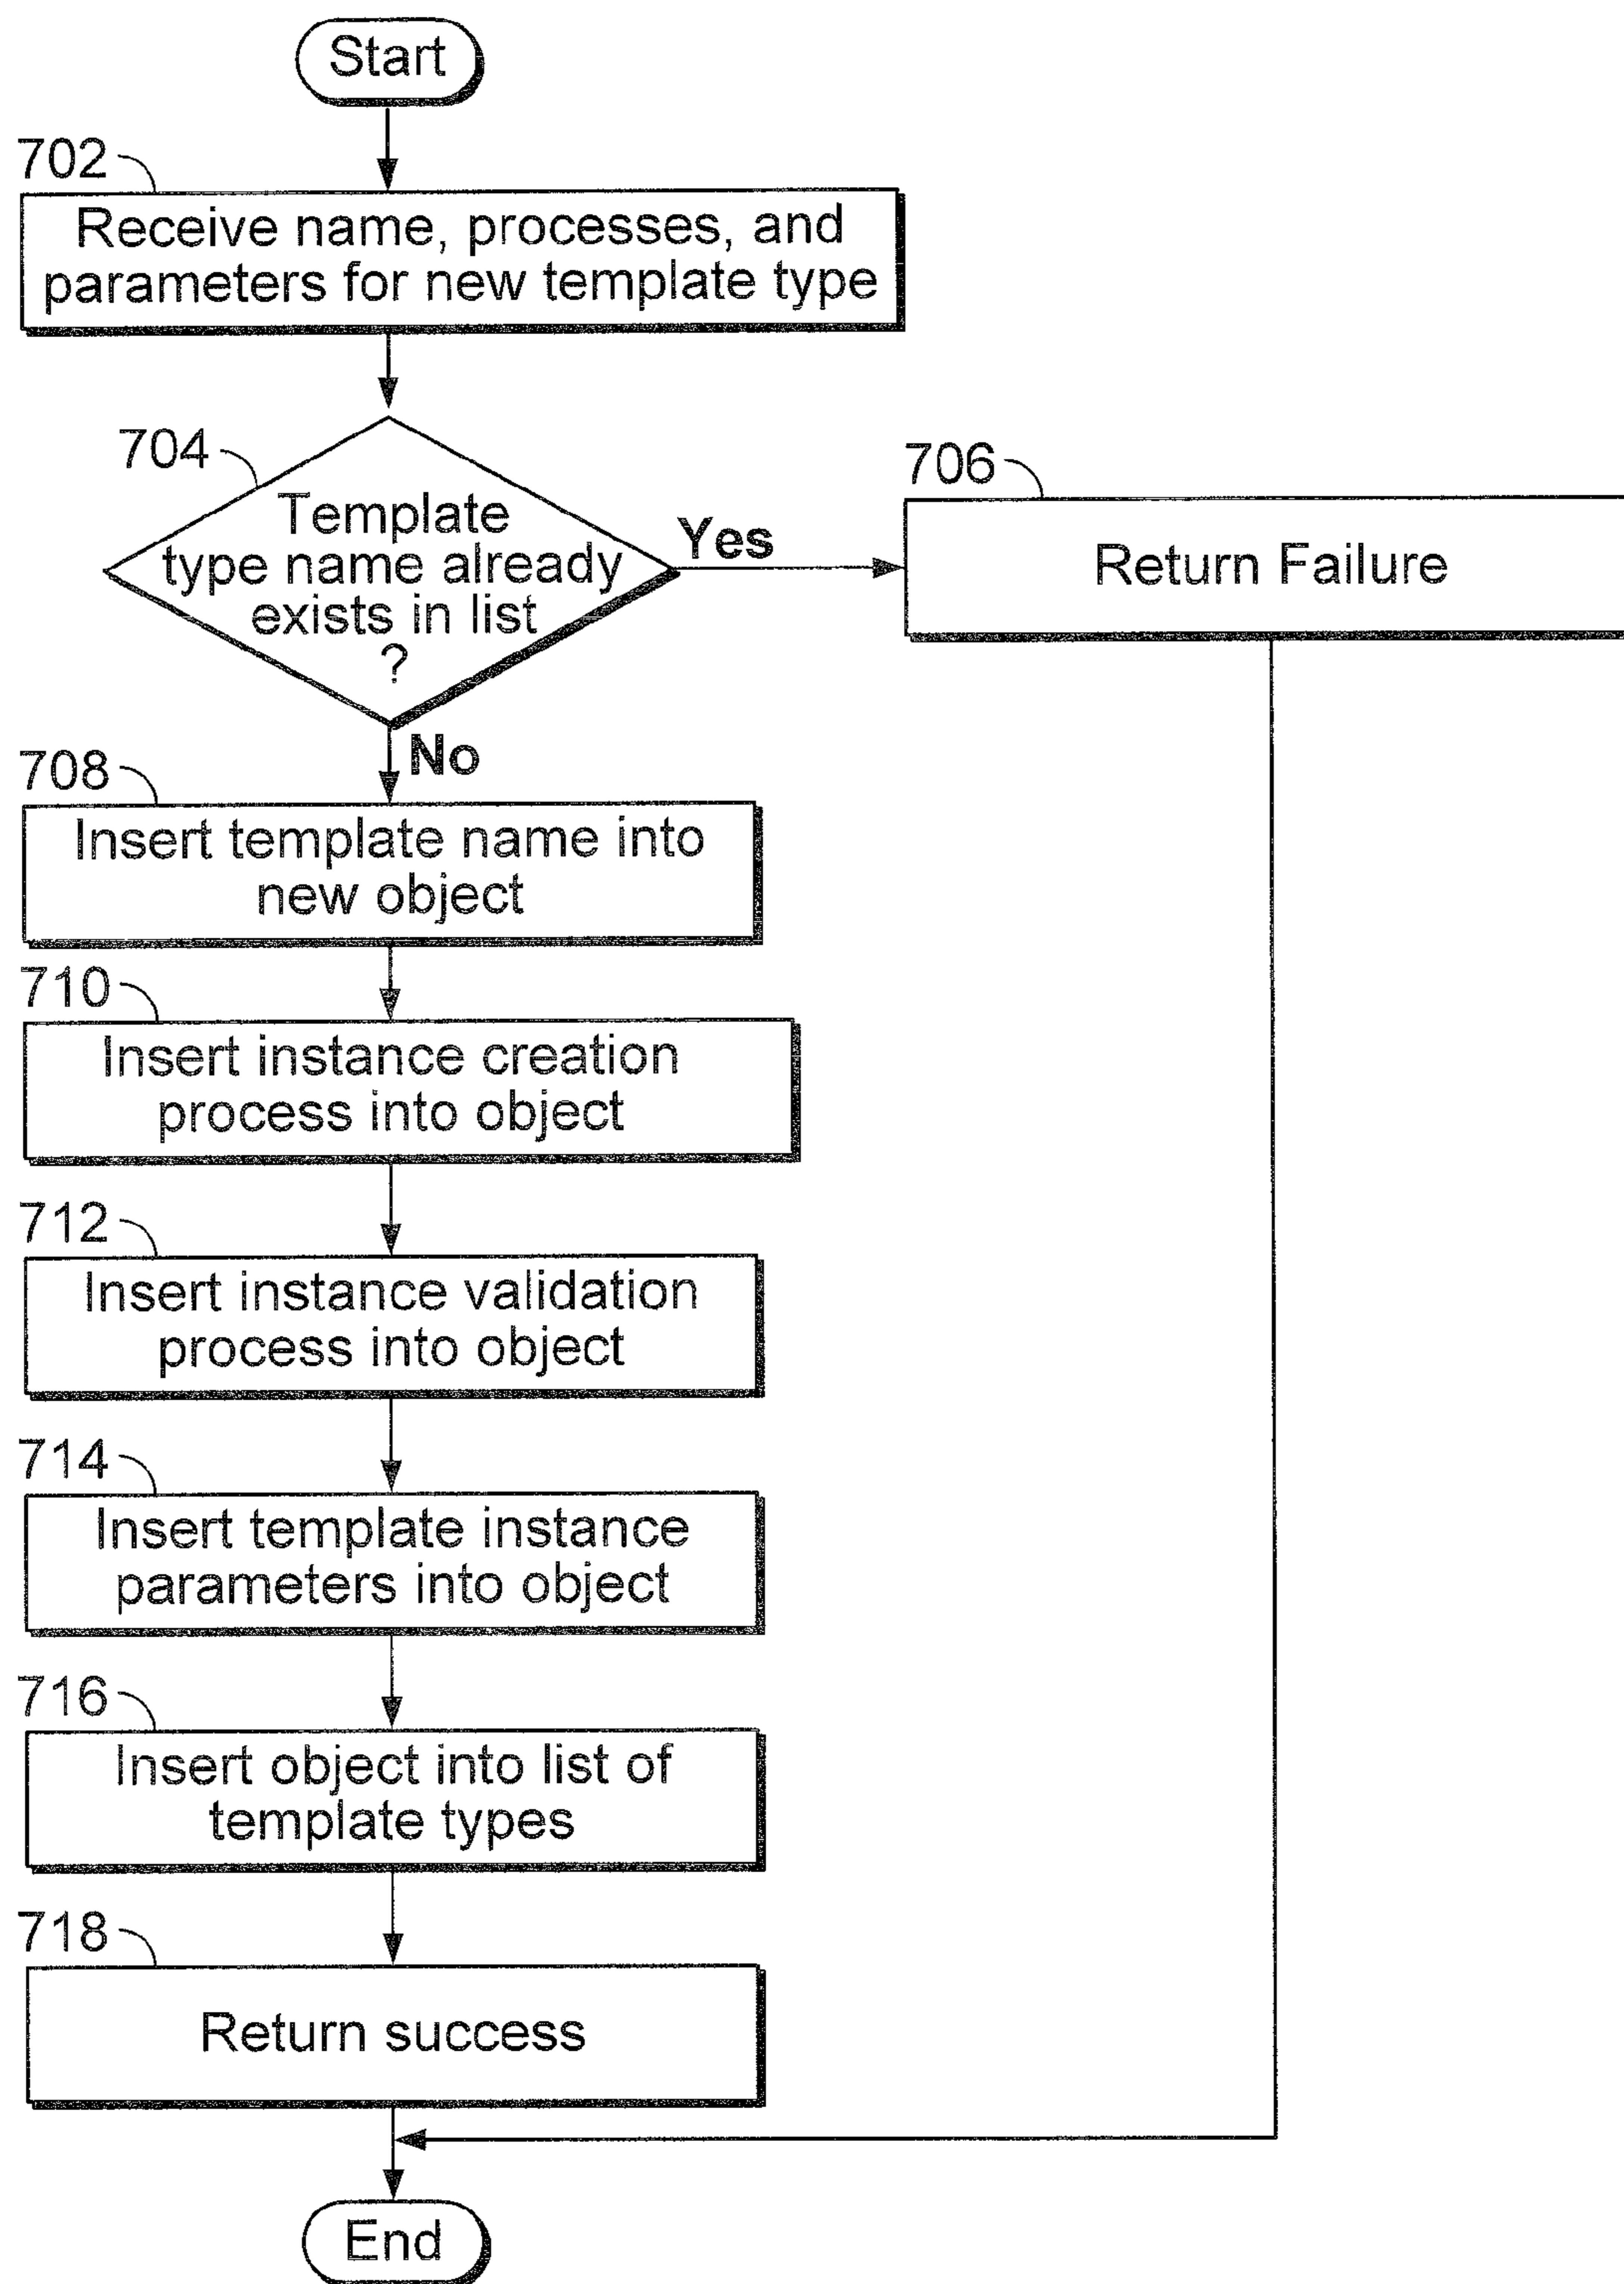 Start
702
Receive name, processes, and
parameters for new template type
704
Template
type name already
exists in list
?
Yes
706
Return Failure
No
708
Insert template name into
new object
710
Insert instance creation
process into object
712
Insert instance validation
process into object
714
Insert template instance
parameters into object
716
Insert object into list of
template types
718
Return success
End